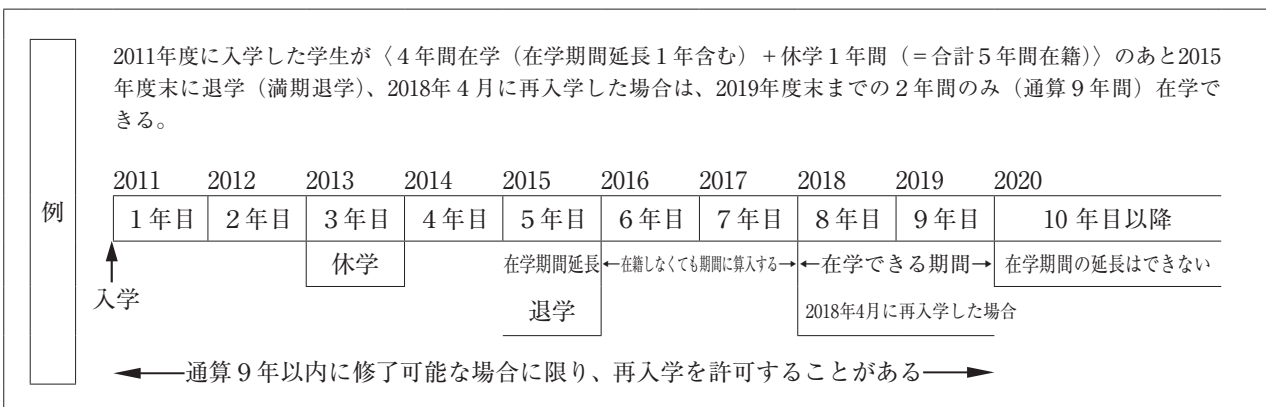 例
2011年度に入学した学生が〈４年間在学（在学期間延長１年含む）+休学１年間（=合計５年間在籍）〉のあと2015
年度末に退学（満期退学）、2018年４月に再入学した場合は、2019年度末までの２年間のみ（通算９年間）在学で
きる。
2011 2012 2013 2014 2015 2016 2017 2018 2019 2020
１年目 ２年目 ３年目 ４年目 ５年目 ６年目 ７年目 ８年目 ９年目 10 年目以降
休学 在学期間延長 ←在籍しなくても期間に算入する→ ←在学できる期間→ 在学期間の延長はできない
入学 退学 2018年4月に再入学した場合
通算９年以内に修了可能な場合に限り、再入学を許可することがある